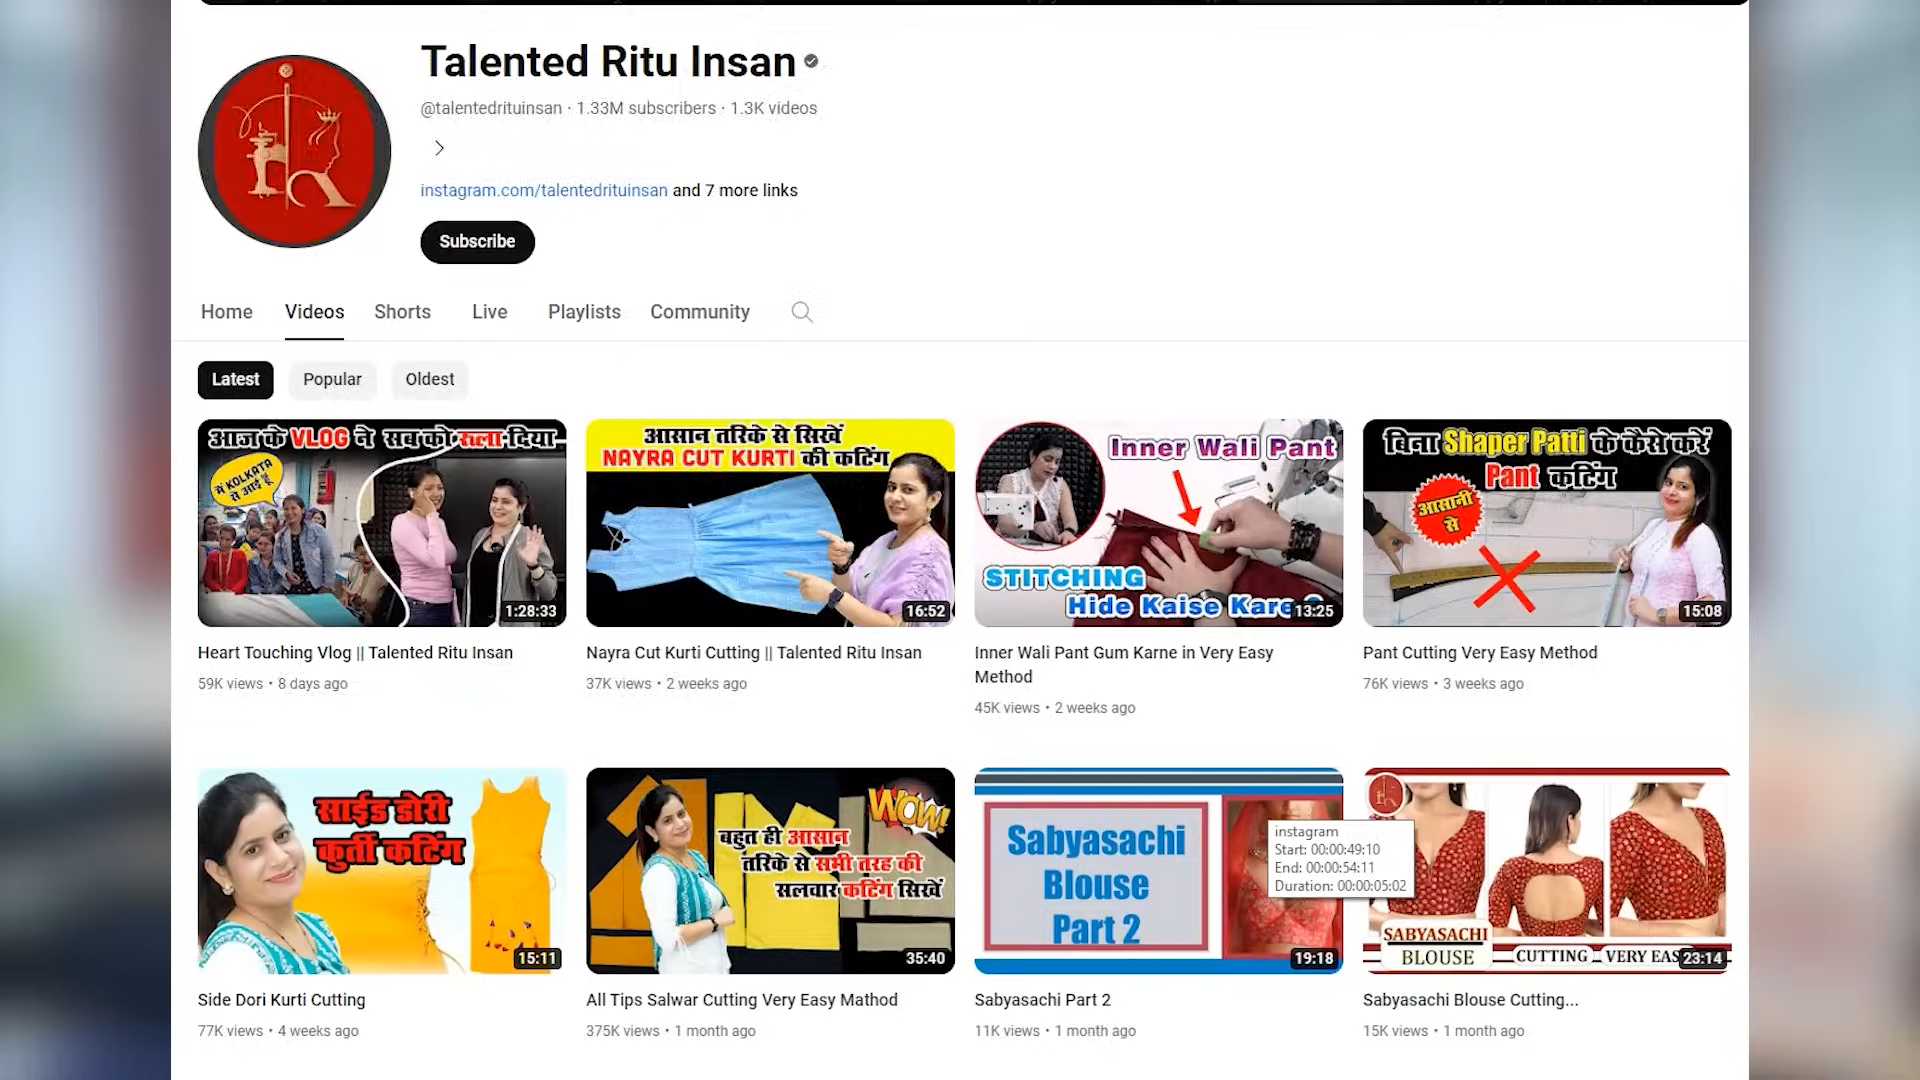 Talented Ritu Insan
@talentedrituinsan · 1.33M subscribers · 1.3K videos
instagram.com/talentedrituinsan and 7 more links
Subscribe
Home Videos Shorts Live Playlists Community
Latest Popular Oldest
आज के VLOG ने सब को रुला दिया
मैं KOLKATA
से आई हूँ
1:28:33
आसान तरिके से सिखें
NAYRA CUT KURTI की कटिंग
16:52
Inner Wali Pant
STITCHING
Hide Kaise Kare
13:25
बिना Shaper Patti के कैसे करें
Pant कटिंग
आसानी
से
15:08
Heart Touching Vlog || Talented Ritu Insan
59K views • 8 days ago
Nayra Cut Kurti Cutting || Talented Ritu Insan
37K views • 2 weeks ago
Inner Wali Pant Gum Karne in Very Easy
Method
45K views • 2 weeks ago
Pant Cutting Very Easy Method
76K views • 3 weeks ago
साईड डोरी
कुर्ती कटिंग
15:11
WOW!
बहुत ही आसान
तरिके से सभी तरह की
सलवार कटिंग सिखें
35:40
Sabyasachi
Blouse
Part 2
19:18
instagram
Start: 00:00:49:10
End: 00:00:54:11
Duration: 00:00:05:02
SABYASACHI
BLOUSE
CUTTING
VERY EAS
23:14
Side Dori Kurti Cutting
77K views • 4 weeks ago
All Tips Salwar Cutting Very Easy Mathod
375K views • 1 month ago
Sabyasachi Part 2
11K views • 1 month ago
Sabyasachi Blouse Cutting...
15K views • 1 month ago